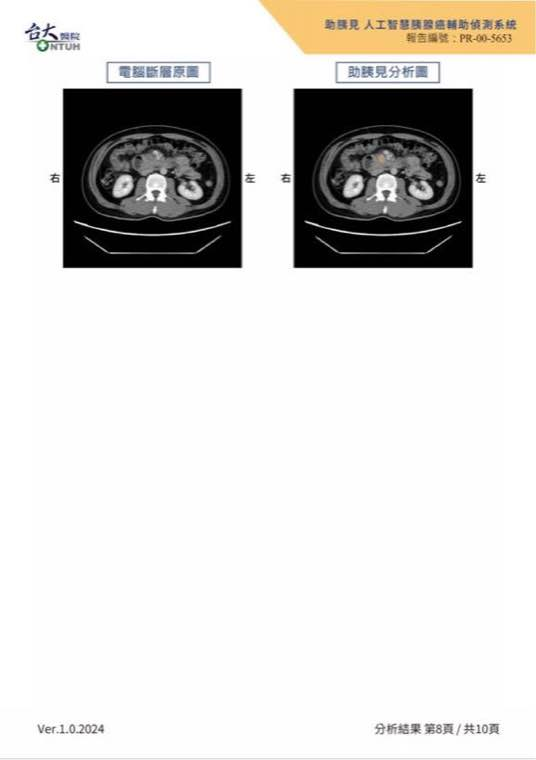 台大醫院
NTUH
助胰見 人工智慧胰腺癌輔助偵測系統
報告編號：PR-00-5653
電腦斷層原圖 助胰見分析圖
右 左 右 左
Ver.1.0.2024 分析結果 第8頁 / 共10頁